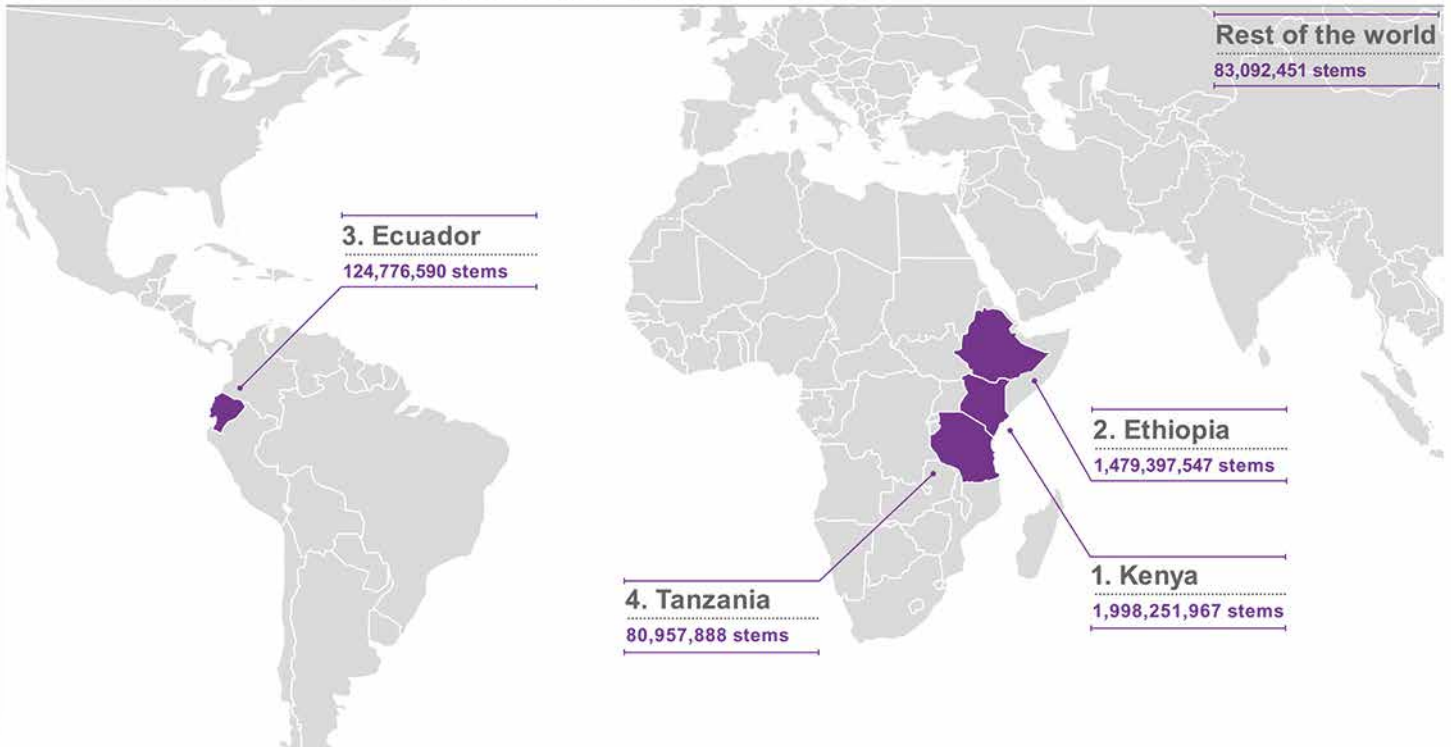 Rest of the world
83,092,451 stems
3. Ecuador
124,776,590 stems
2. Ethiopia
1,479,397,547 stems
1. Kenya
1,998,251,967 stems
4. Tanzania
80,957,888 stems